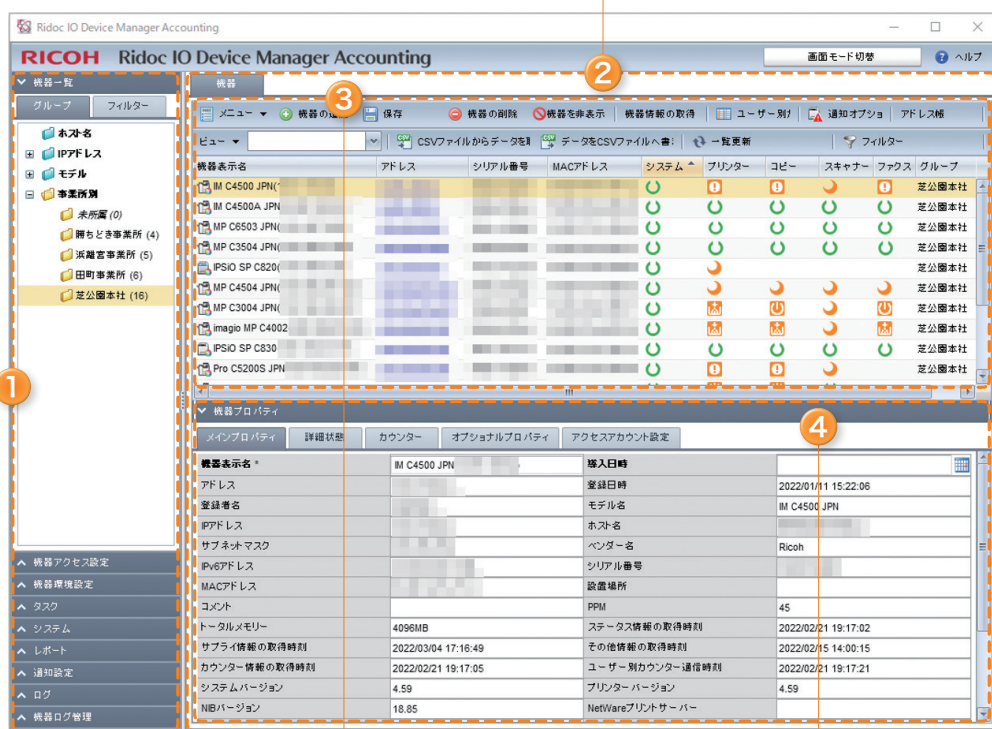 Ridoc IO Device Manager Accounting
RICOH Ridoc IO Device Manager Accounting 画面モード切替 ヘルプ
機器一覧
グループ フィルター
ホスト名
IPアドレス
モデル
事業所別
未所属 (0)
勝ちどき事業所 (4)
浜離宮事業所 (5)
田町事業所 (6)
芝公園本社 (16)
1
機器アクセス設定
機器環境設定
タスク
システム
レポート
通知設定
ログ
機器ログ管理
機器
2
3
メニュー 機器の追 保存 機器の削除 機器を非表示 機器情報の取得 ユーザー別ｶ 通知オプショ アドレス帳
ビュー CSVファイルからデータを データをCSVファイルへ書 一覧更新 フィルター
機器表示名 アドレス シリアル番号 MACアドレス システム プリンター コピー スキャナー ファクス グループ
IM C4500 JPN( 芝公園本社
IM C4500A JPN 芝公園本社
MP C6503 JPN( 芝公園本社
MP C3504 JPN( 芝公園本社
IPSiO SP C820( 芝公園本社
MP C4504 JPN( 芝公園本社
MP C3004 JPN( 芝公園本社
imagio MP C4002 芝公園本社
IPSiO SP C830 芝公園本社
Pro C5200S JPN 芝公園本社
機器プロパティ
4
メインプロパティ 詳細状態 カウンター オプショナルプロパティ アクセスアカウント設定
機器表示名 * IM C4500 JPN 導入日時
アドレス 登録日時 2022/01/11 15:22:06
登録者名 モデル名 IM C4500 JPN
IPアドレス ホスト名
サブネットマスク ベンダー名 Ricoh
IPv6アドレス シリアル番号
MACアドレス 設置場所
コメント PPM 45
トータルメモリー 4096MB ステータス情報の取得時刻 2022/02/21 19:17:02
サプライ情報の取得時刻 2022/03/04 17:16:49 その他情報の取得時刻 2022/02/15 14:00:15
カウンター情報の取得時刻 2022/02/21 19:17:05 ユーザー別カウンター通信時刻 2022/02/21 19:17:21
システムバージョン 4.59 プリンターバージョン 4.59
NIBバージョン 18.85 NetWareプリントサーバー